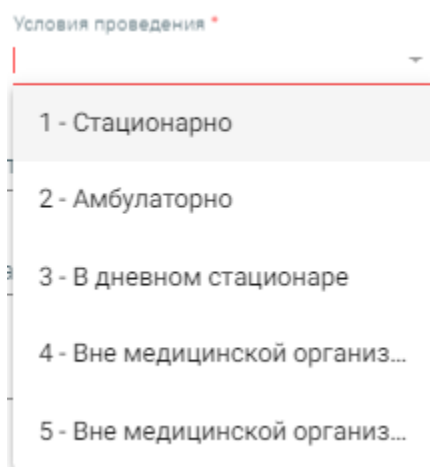 Условия проведения *
1 - Стационарно
2 - Амбулаторно
3 - В дневном стационаре
4 - Вне медицинской организ...
5 - Вне медицинской организ...